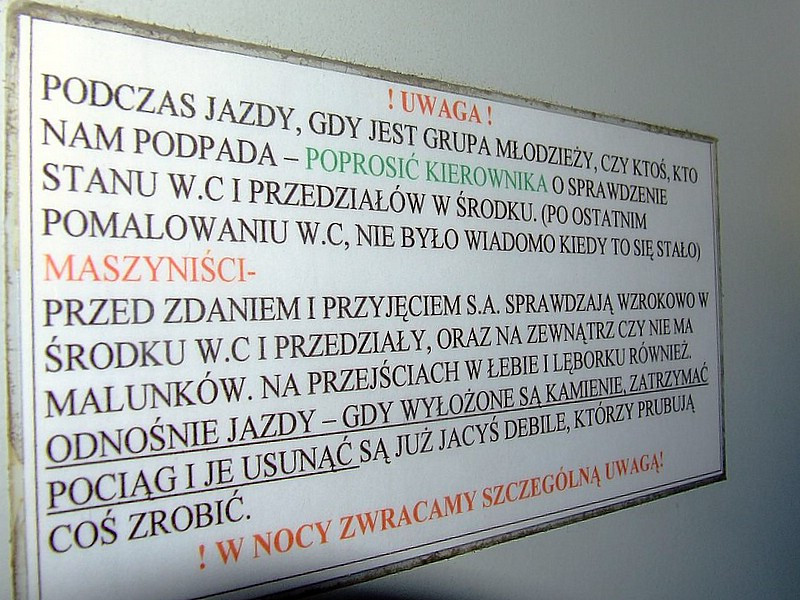 ! UWAGA !
PODCZAS JAZDY, GDY JEST GRUPA MŁODZIEŻY, CZY KTOŚ, KTO
NAM PODPADA – POPROSIĆ KIEROWNIKA O SPRAWDZENIE
STANU W.C I PRZEDZIAŁÓW W ŚRODKU. (PO OSTATNIM
POMALOWANIU W.C, NIE BYŁO WIADOMO KIEDY TO SIĘ STAŁO)
MASZYNIŚCI-
PRZED ZDANIEM I PRZYJĘCIEM S.A. SPRAWDZAJĄ WZROKOWO W
ŚRODKU W.C I PRZEDZIAŁY, ORAZ NA ZEWNĄTRZ CZY NIE MA
MALUNKÓW. NA PRZEJŚCIACH W ŁEBIE I LĘBORKU RÓWNIEŻ.
ODNOŚNIE JAZDY – GDY WYŁOŻONE SĄ KAMIENIE, ZATRZYMAĆ
POCIĄG I JE USUNĄĆ SĄ JUŻ JACYŚ DEBILE, KTÓRZY PRUBUJĄ
COŚ ZROBIĆ.
! W NOCY ZWRACAMY SZCZEGÓLNĄ UWAGĄ!